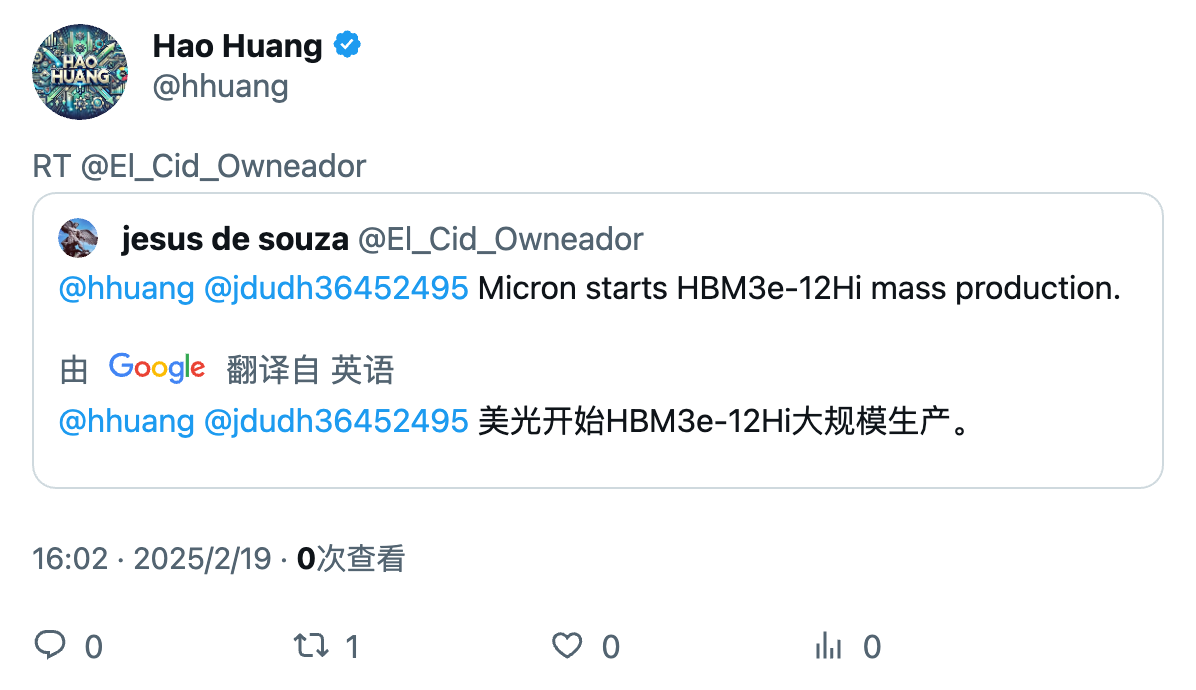 HAO
HUANG
Hao Huang
@hhuang
RT @El_Cid_Owneador
jesus de souza @El_Cid_Owneador
@hhuang @jdudh36452495 Micron starts HBM3e-12Hi mass production.
由 Google 翻译自 英语
@hhuang @jdudh36452495 美光开始HBM3e-12Hi大规模生产。
16:02 · 2025/2/19 · 0次查看
0 1 0 0